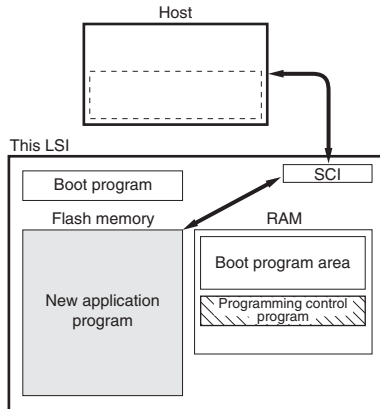 Host
This LSI
SCI
Boot program
Flash memory
RAM
Boot program area
New application
program
Programming control
program